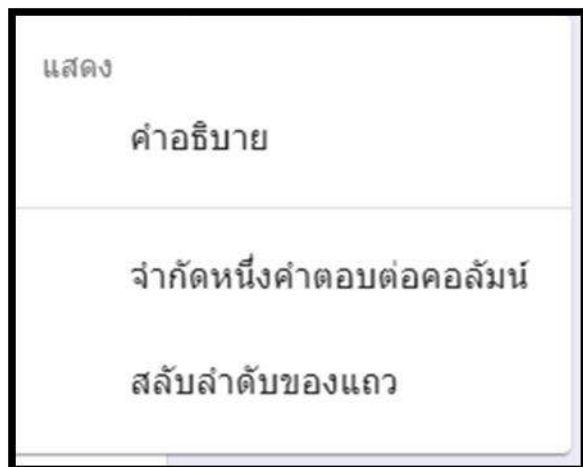 แสดง
คำอธิบาย
จำกัดหนึ่งคำตอบต่อคอลัมน์
สลับลำดับของแถว